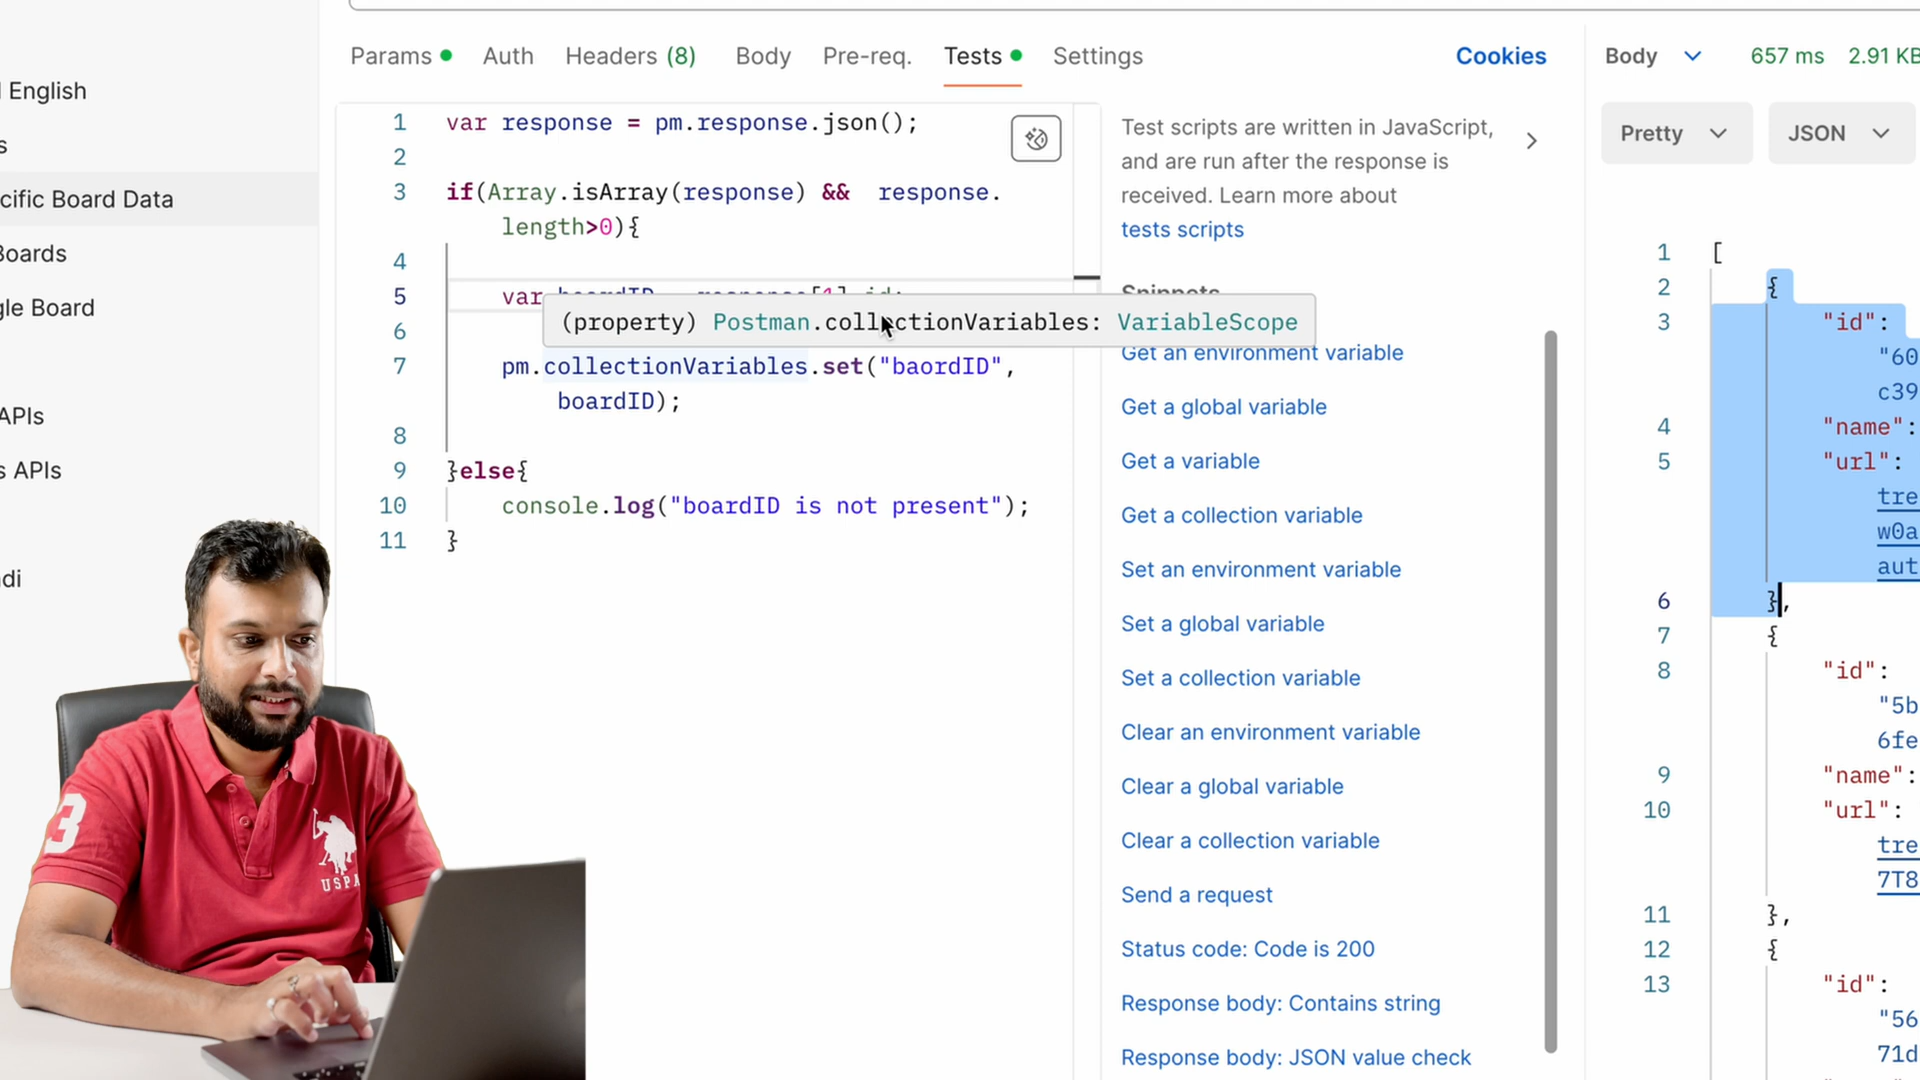 Params Auth Headers (8) Body Pre-req. Tests Settings Cookies
Body 657 ms 2.91 KB
English
s
cific Board Data
Boards
gle Board
APIs
s APIs
di
1 var response = pm.response.json();
2
3 if(Array.isArray(response) && response.
length>0){
4
5 var boardID = response[1].id;
(property) Postman.collectionVariables: VariableScope
6
7 pm.collectionVariables.set("baordID",
boardID);
8
9 }else{
10 console.log("boardID is not present");
11 }
Test scripts are written in JavaScript,
and are run after the response is
received. Learn more about
tests scripts
Snippets
Get an environment variable
Get a global variable
Get a variable
Get a collection variable
Set an environment variable
Set a global variable
Set a collection variable
Clear an environment variable
Clear a global variable
Clear a collection variable
Send a request
Status code: Code is 200
Response body: Contains string
Response body: JSON value check
Pretty JSON
1 [
2 {
3 "id":
"60
c39
4 "name":
5 "url":
tre
w0a
aut
6 },
7 {
8 "id":
"5b
6fe
9 "name":
10 "url":
tre
7T8
11 },
12 {
13 "id":
"56
71d
3
USPA